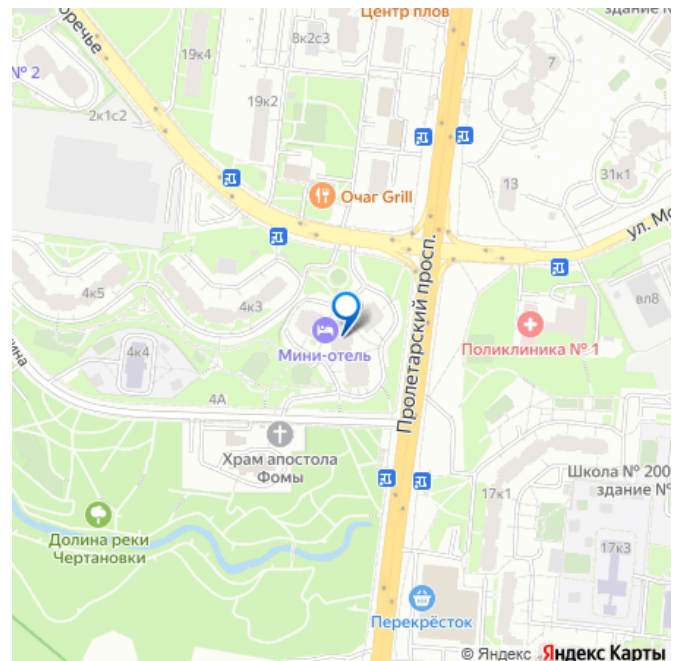 Центр плов
здание №
8к2с3
19к4
7
№ 2
19к2
2к1с2
31к1
13
Очаг Grill
ул. Мо
Пролетарский просп.
4к5
4к3
вл8
Мини-отель
Поликлиника № 1
4к4
4А
Храм апостола
Фомы
Школа № 200
здание №
17к1
Долина реки
Чертановки
17к3
Перекрёсток
© Яндекс Яндекс Карты